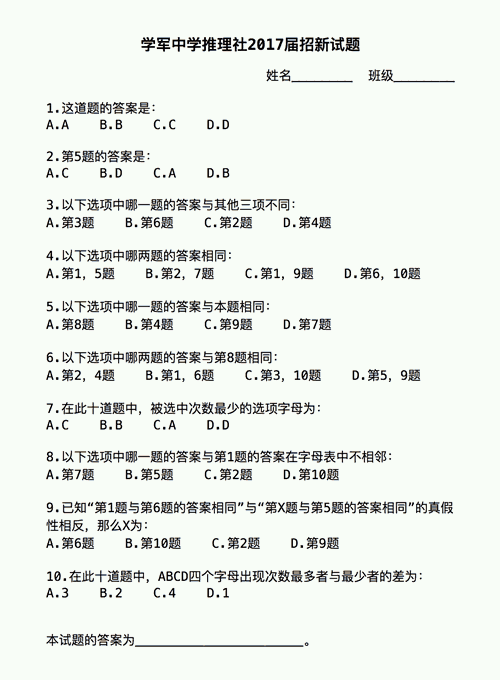 学军中学推理社2017届招新试题
姓名________ 班级________
1.这道题的答案是：
A.A B.B C.C D.D
2.第5题的答案是：
A.C B.D C.A D.B
3.以下选项中哪一题的答案与其他三项不同：
A.第3题 B.第6题 C.第2题 D.第4题
4.以下选项中哪两题的答案相同：
A.第1，5题 B.第2，7题 C.第1，9题 D.第6，10题
5.以下选项中哪一题的答案与本题相同：
A.第8题 B.第4题 C.第9题 D.第7题
6.以下选项中哪两题的答案与第8题相同：
A.第2，4题 B.第1，6题 C.第3，10题 D.第5，9题
7.在此十道题中，被选中次数最少的选项字母为：
A.C B.B C.A D.D
8.以下选项中哪一题的答案与第1题的答案在字母表中不相邻：
A.第7题 B.第5题 C.第2题 D.第10题
9.已知“第1题与第6题的答案相同”与“第X题与第5题的答案相同”的真假
性相反，那么X为：
A.第6题 B.第10题 C.第2题 D.第9题
10.在此十道题中，ABCD四个字母出现次数最多者与最少者的差为：
A.3 B.2 C.4 D.1
本试题的答案为______________________。